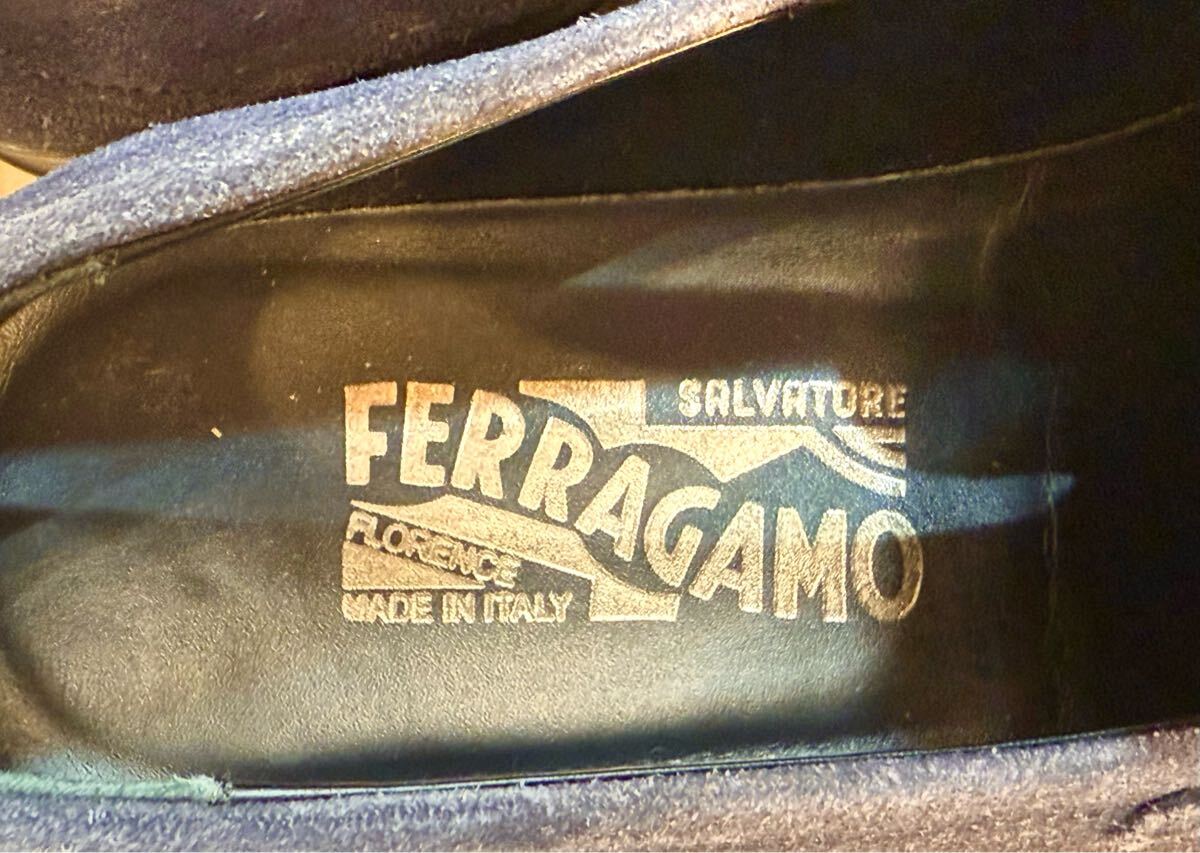 SALVATORE
FERRAGAMO
FLORENCE
MADE IN ITALY